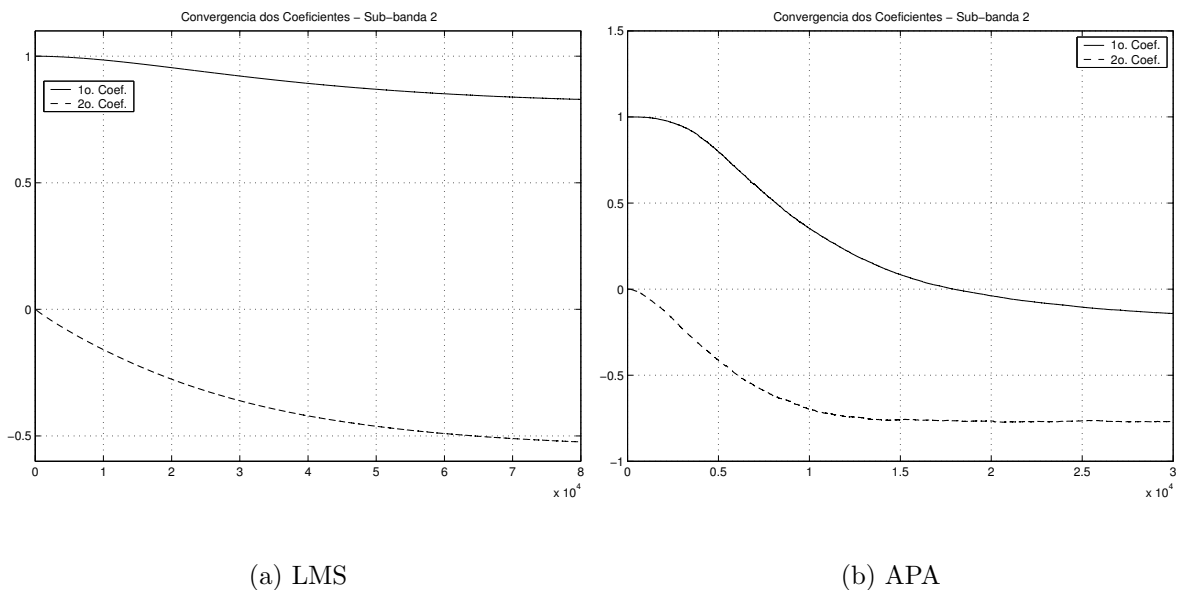 Convergencia dos Coeficientes − Sub−banda 2
1o. Coef.
2o. Coef.
1
0.5
0
−0.5
0 1 2 3 4 5 6 7 8
x 10^4
(a) LMS
Convergencia dos Coeficientes − Sub−banda 2
1o. Coef.
2o. Coef.
1.5
1
0.5
0
−0.5
−1
0 0.5 1 1.5 2 2.5 3
x 10^4
(b) APA